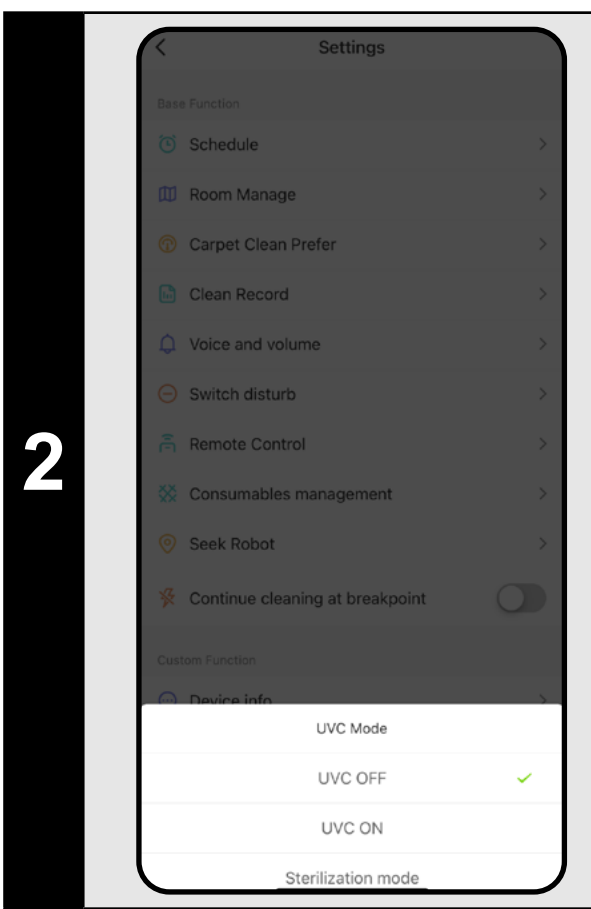 2
Settings
Base Function
Schedule
Room Manage
Carpet Clean Prefer
Clean Record
Voice and volume
Switch disturb
Remote Control
Consumables management
Seek Robot
Continue cleaning at breakpoint
Custom Function
Device info
UVC Mode
UVC OFF
UVC ON
Sterilization mode